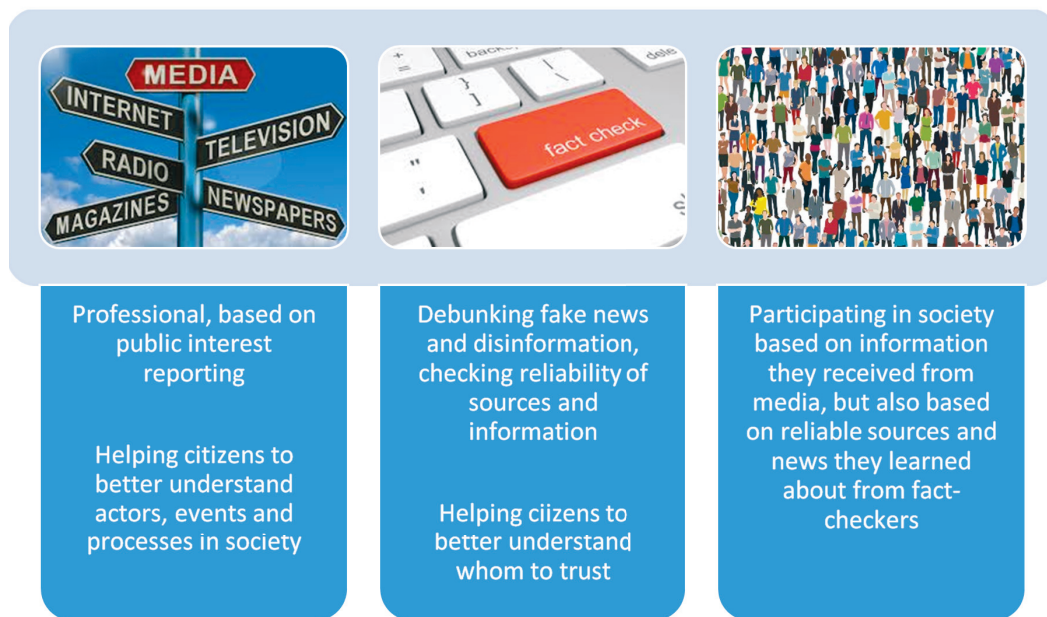 MEDIA
INTERNET
TELEVISION
RADIO
MAGAZINES
NEWSPAPERS
+
=
}
]
|
\
"
,
fact check
Professional, based on
public interest
reporting
Helping citizens to
better understand
actors, events and
processes in society
Debunking fake news
and disinformation,
checking reliability of
sources and
information
Helping ciizens to
better understand
whom to trust
Participating in society
based on information
they received from
media, but also based
on reliable sources and
news they learned
about from fact-
checkers